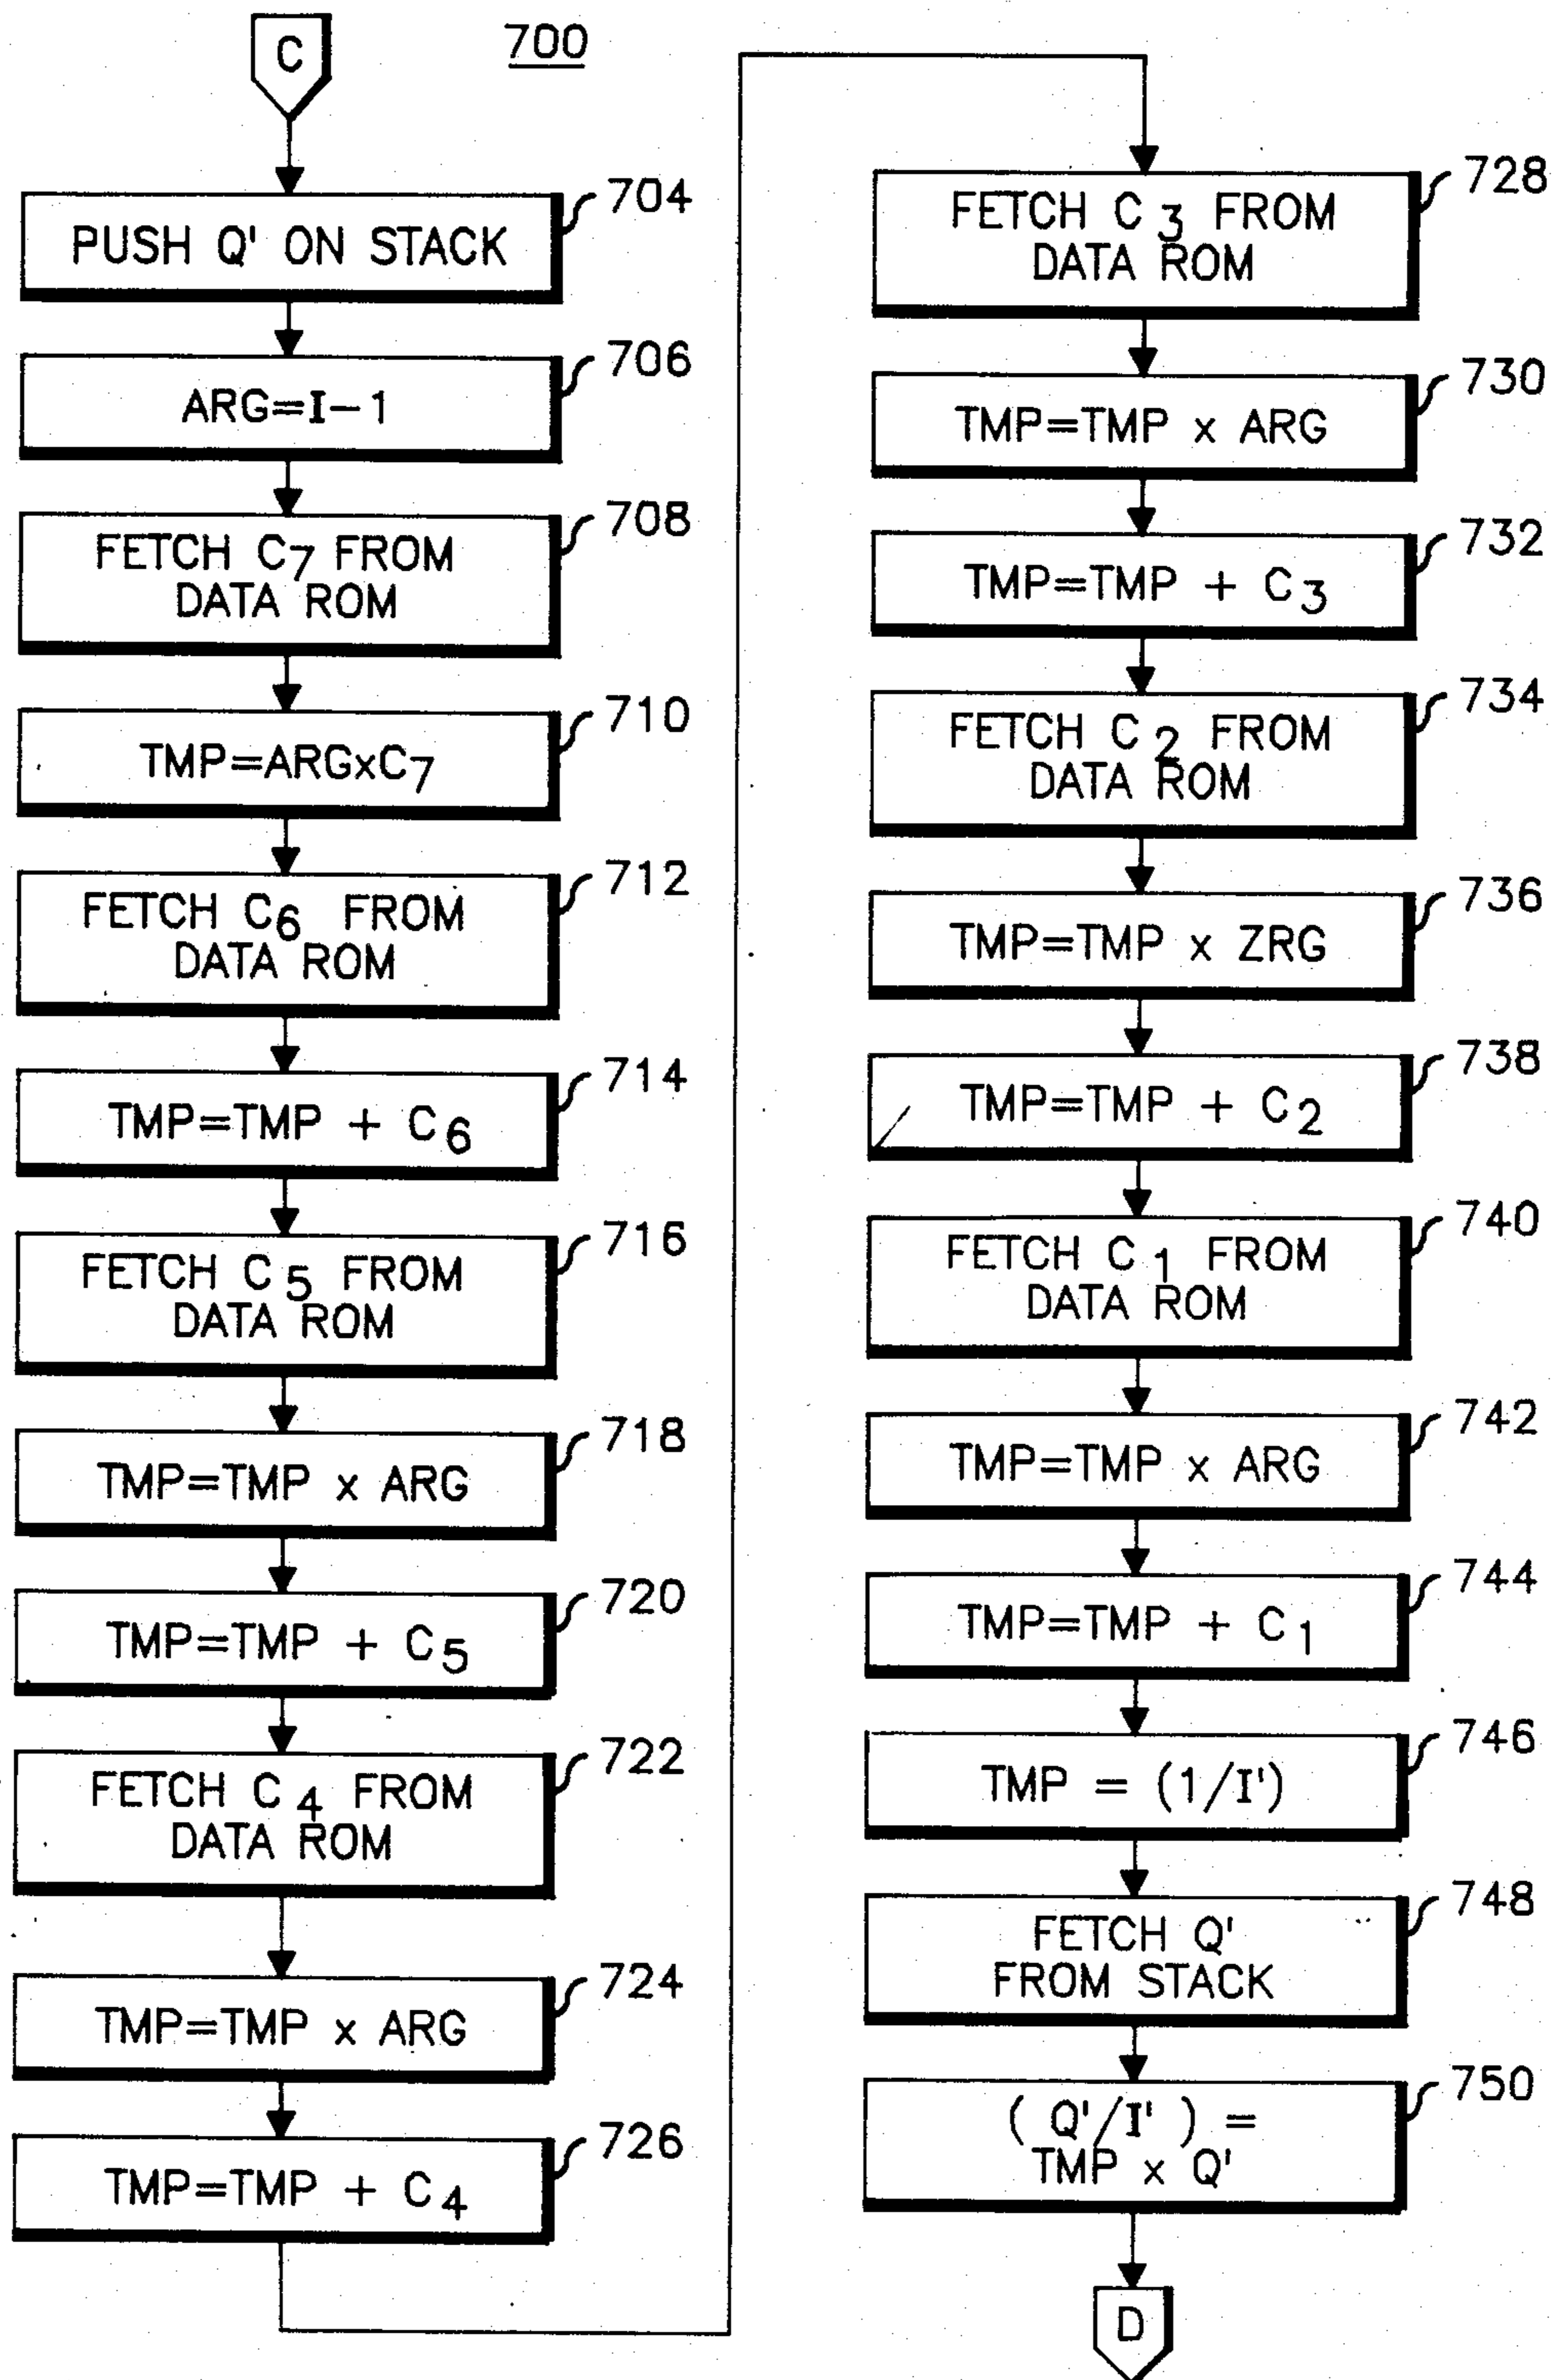 C
700
PUSH Q' ON STACK
704
ARG=I-1
706
FETCH C7 FROM
DATA ROM
708
TMP=ARGxC7
710
FETCH C6 FROM
DATA ROM
712
TMP=TMP + C6
714
FETCH C5 FROM
DATA ROM
716
TMP=TMP x ARG
718
TMP=TMP + C5
720
FETCH C4 FROM
DATA ROM
722
TMP=TMP x ARG
724
TMP=TMP + C4
726
FETCH C3 FROM
DATA ROM
728
TMP=TMP x ARG
730
TMP=TMP + C3
732
FETCH C2 FROM
DATA ROM
734
TMP=TMP x ZRG
736
TMP=TMP + C2
738
FETCH C1 FROM
DATA ROM
740
TMP=TMP x ARG
742
TMP=TMP + C1
744
TMP = (1/I')
746
FETCH Q'
FROM STACK
748
( Q'/I' ) =
TMP x Q'
750
D